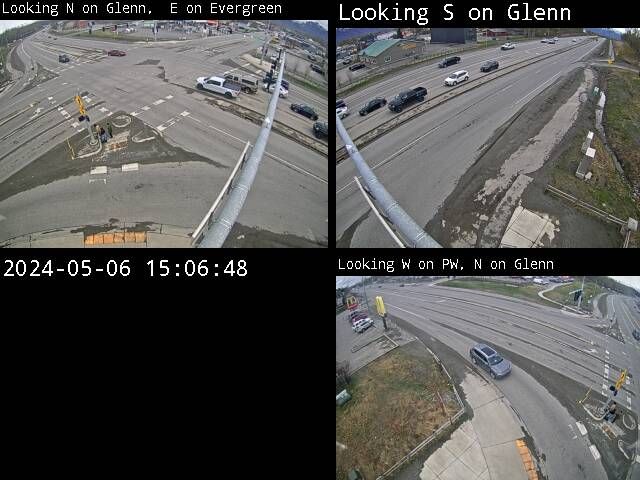 Looking N on Glenn, E on Evergreen
Looking S on Glenn
2024-05-06 15:06:48
Looking W on PW, N on Glenn